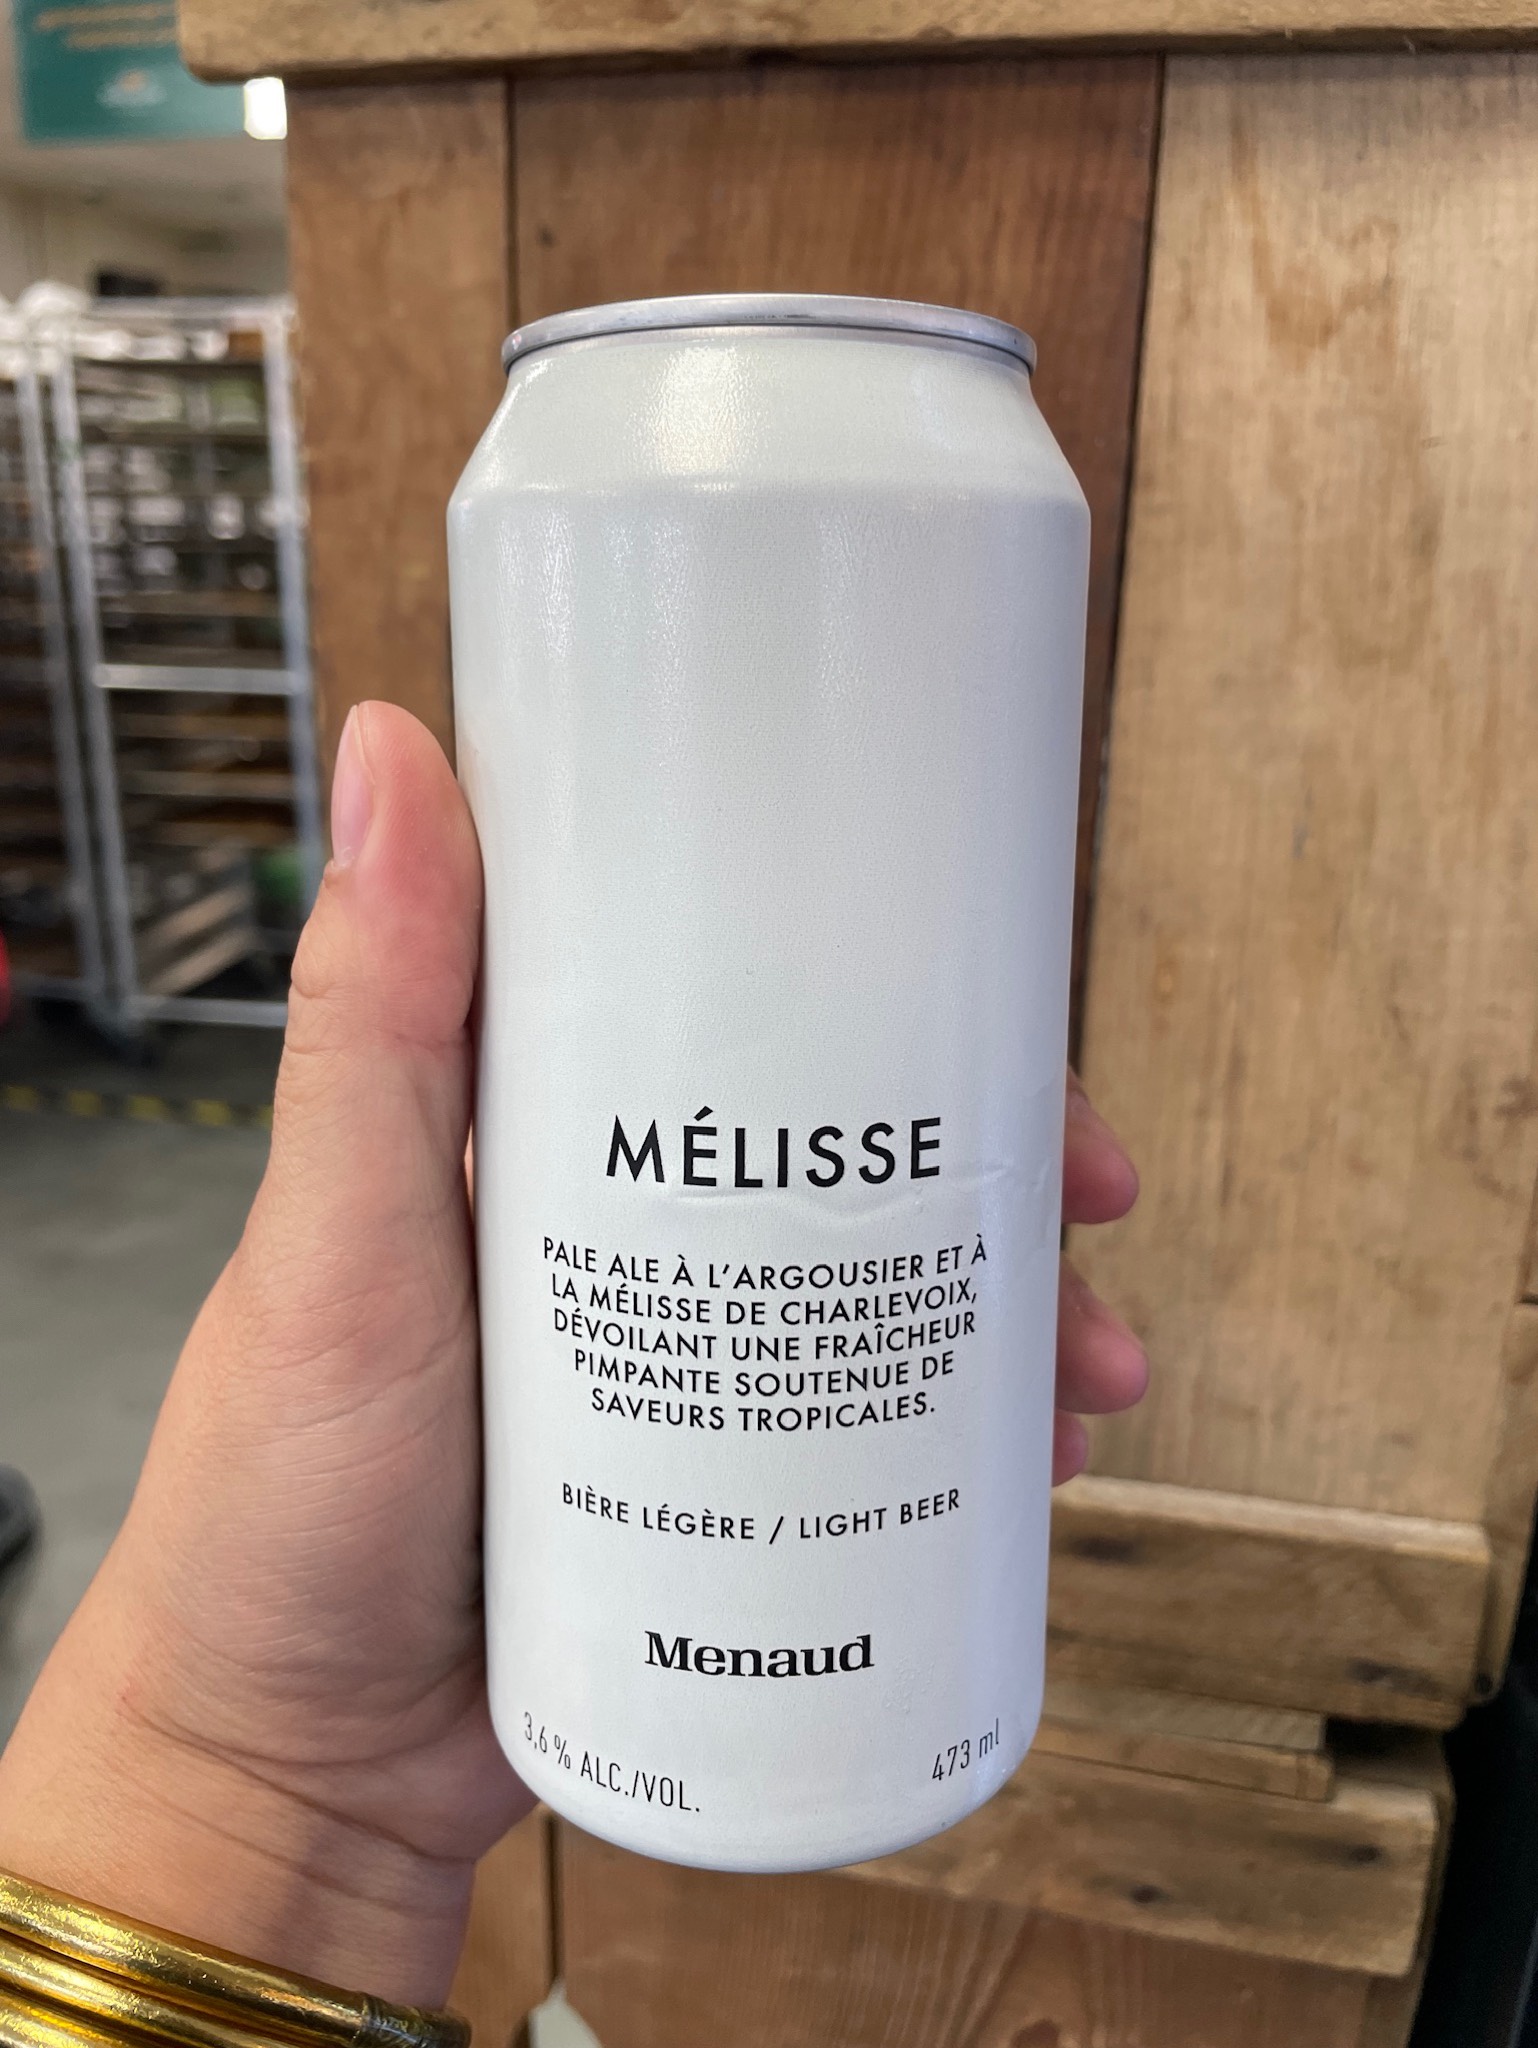 MÉLISSE
PALE ALE À L'ARGOUSIER ET À
LA MÉLISSE DE CHARLEVOIX,
DÉVOILANT UNE FRAÎCHEUR
PIMPANTE SOUTENUE DE
SAVEURS TROPICALES.
BIÈRE LÉGÈRE / LIGHT BEER
Menaud
3,6 % ALC./VOL.
473 ml